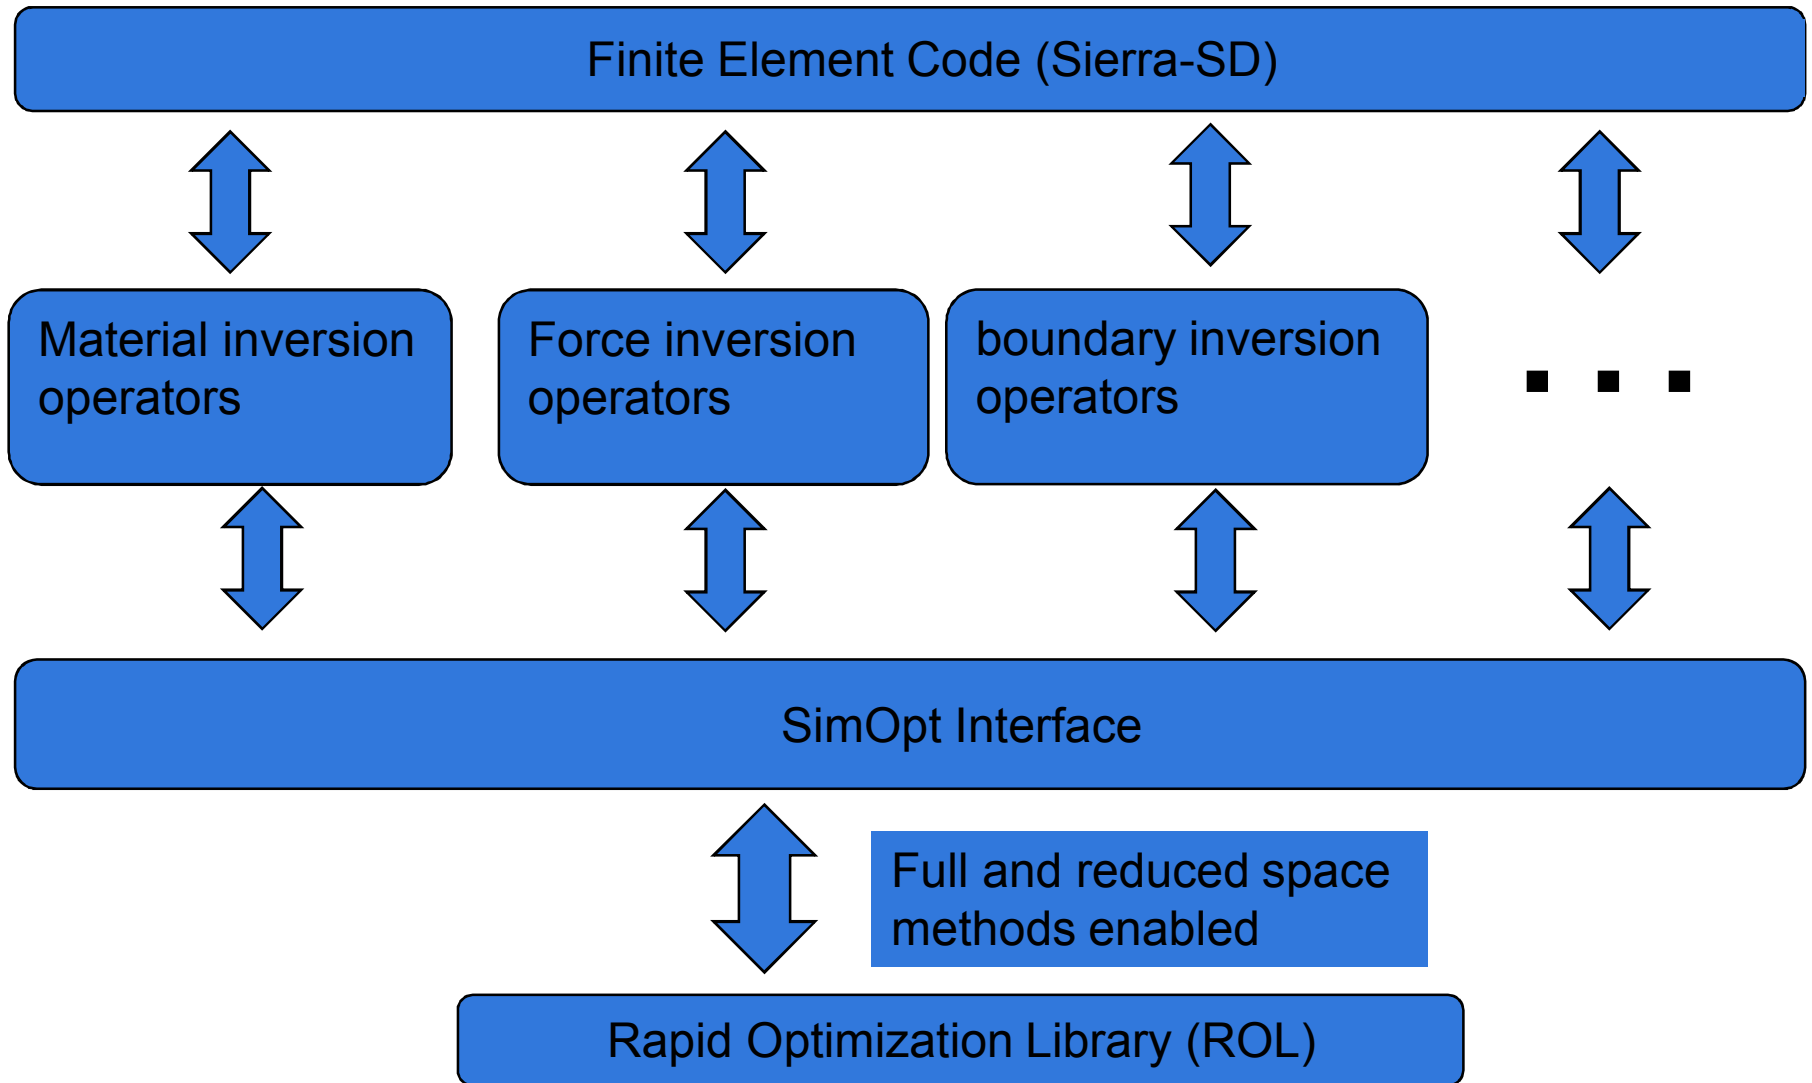 Finite Element Code (Sierra-SD)
Material inversion
operators
Force inversion
operators
boundary inversion
operators
. . .
SimOpt Interface
Full and reduced space
methods enabled
Rapid Optimization Library (ROL)